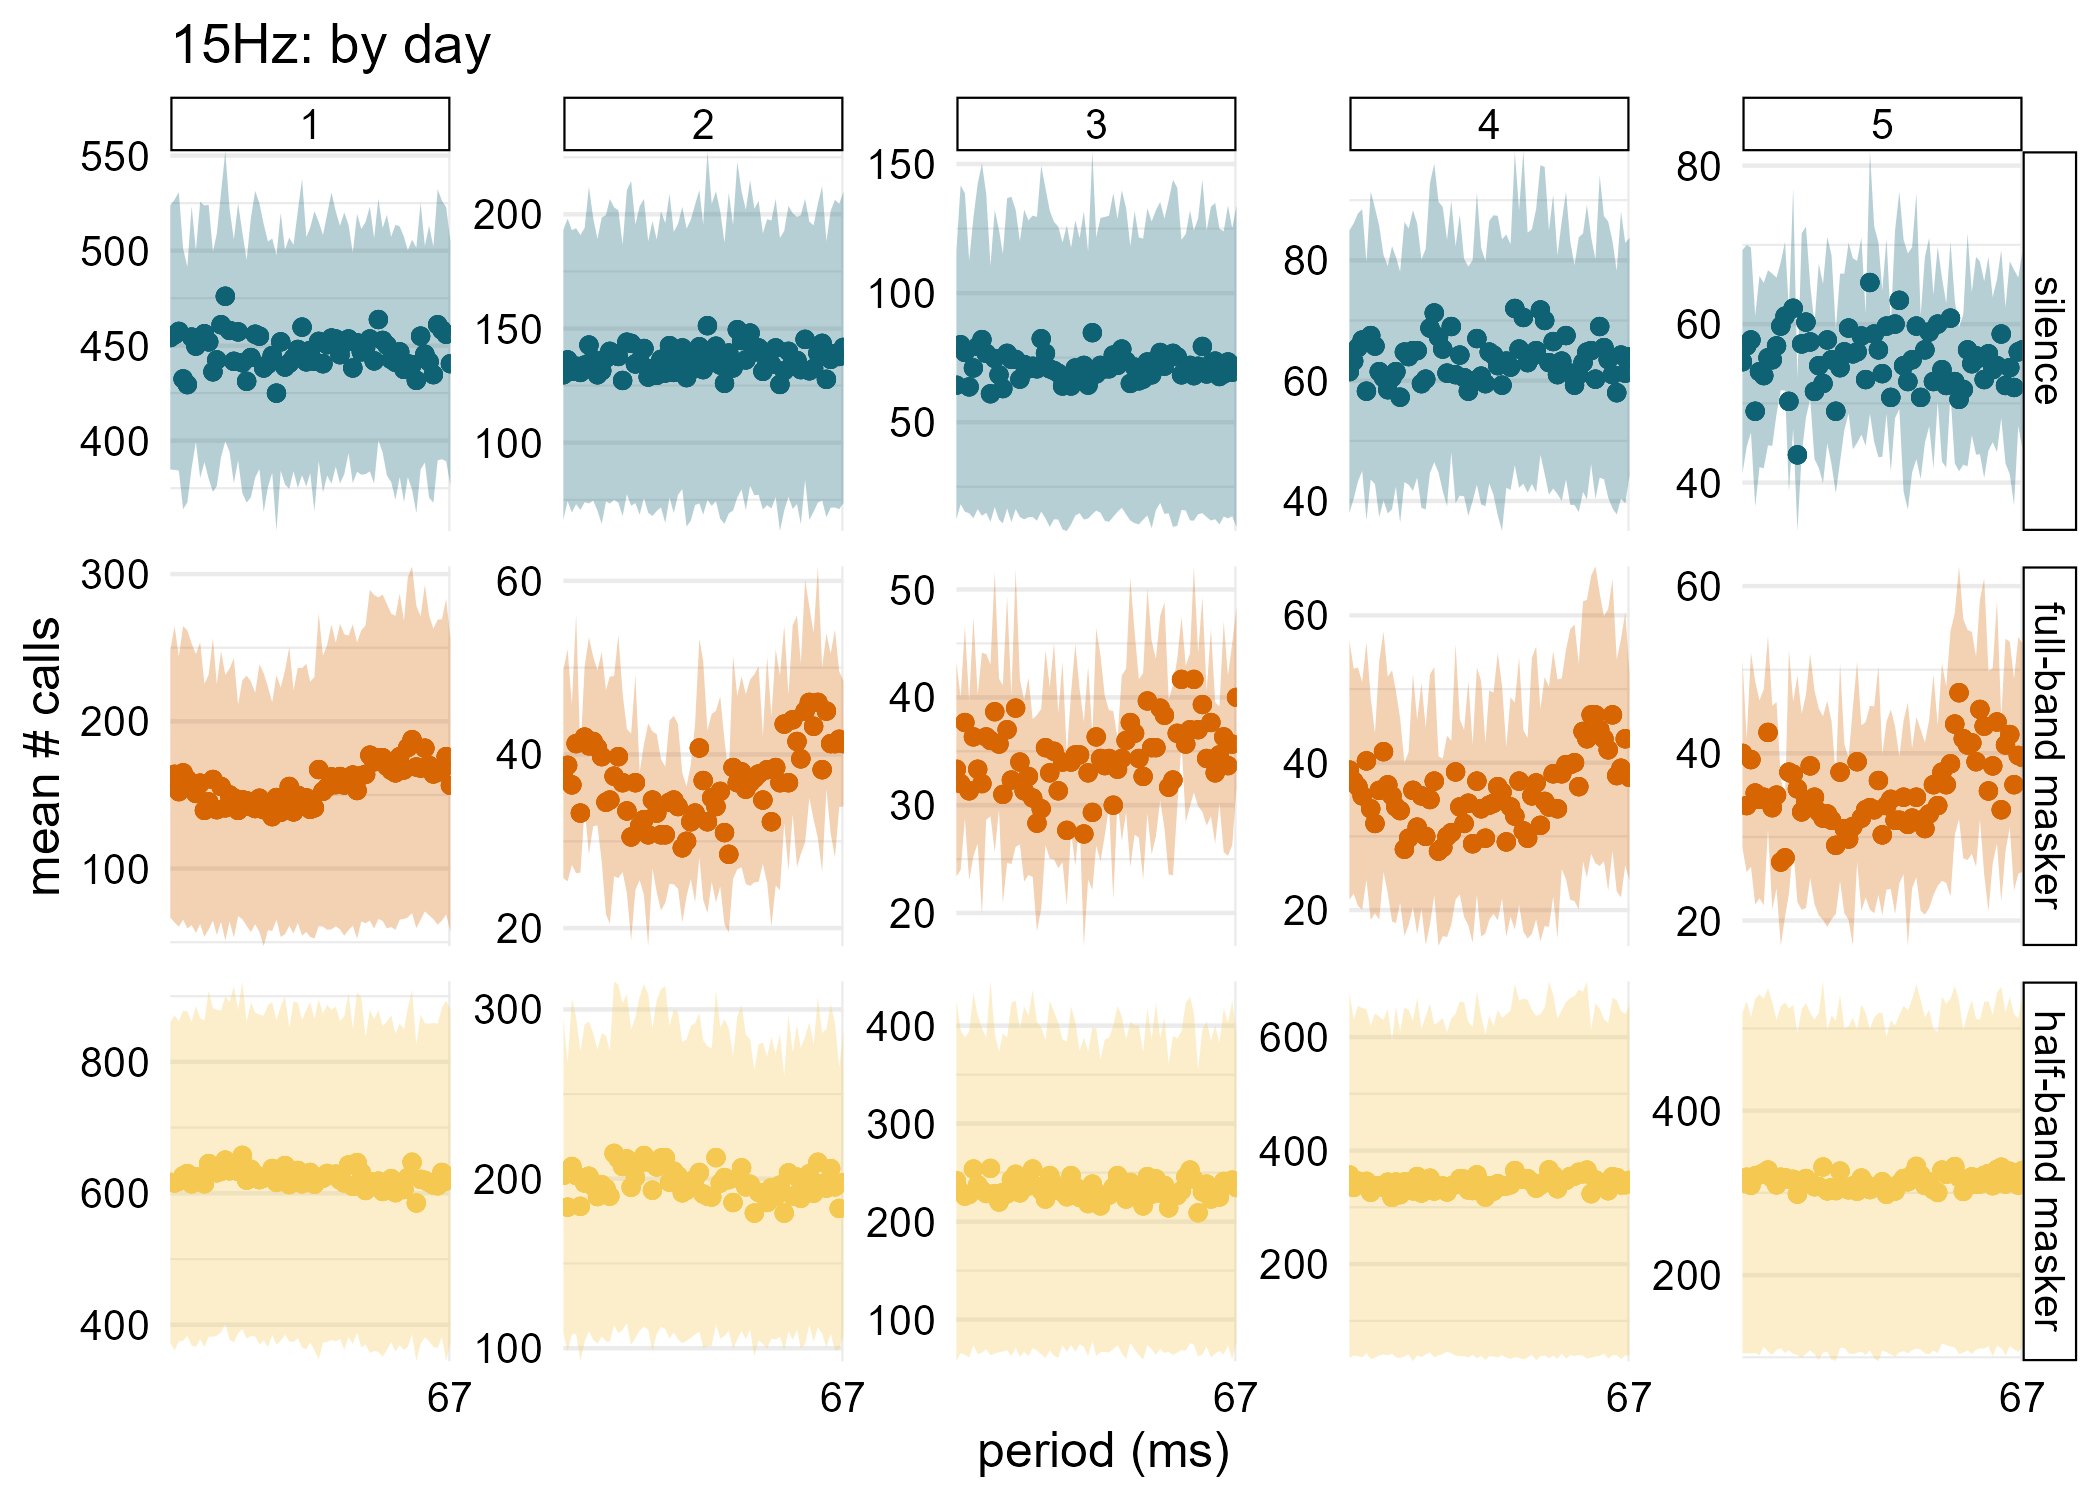 15Hz: by day
1 2 3 4 5
550 500 450 400
200 150 100
150 100 50
80 60 40
80 60 40
silence
300 200 100
60 40 20
50 40 30 20
60 40 20
60 40 20
full-band masker
800 600 400
300 200 100
400 300 200 100
600 400 200
400 200
half-band masker
mean # calls
67 67 67 67 67
period (ms)